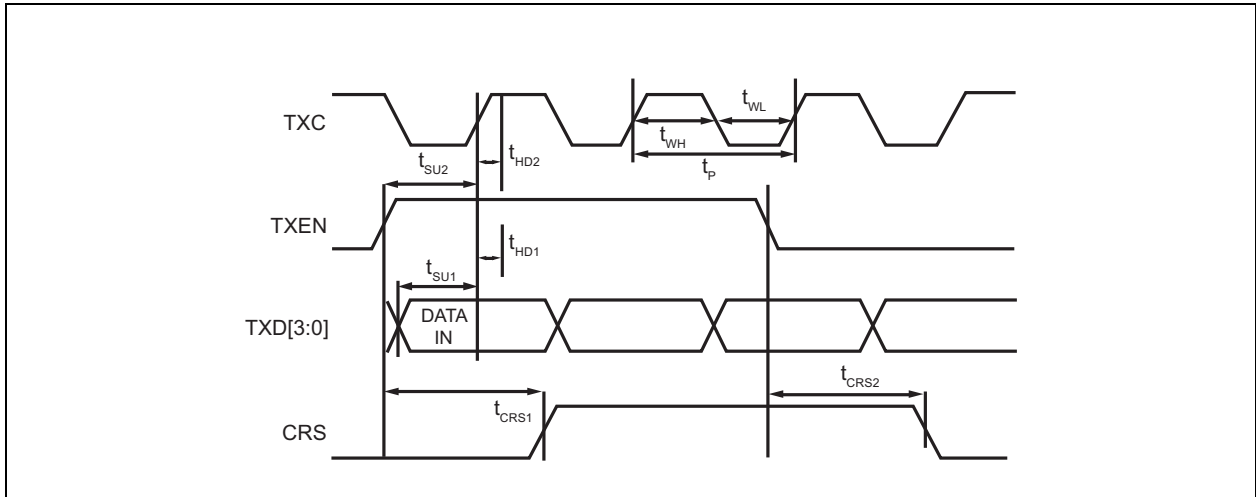 TXC
t_WL
t_WH
t_HD2
t_P
t_SU2
TXEN
t_HD1
t_SU1
TXD[3:0]
DATA
IN
t_CRS2
t_CRS1
CRS